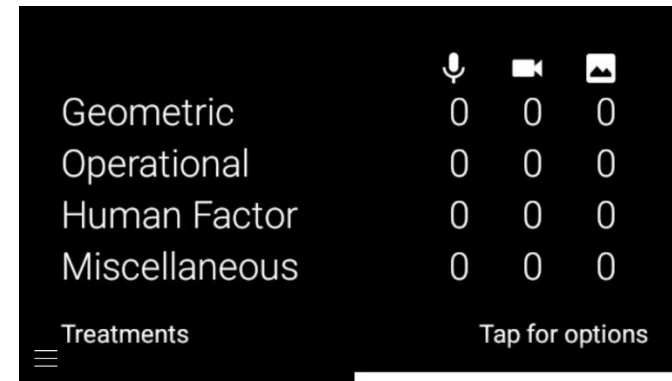 Geometric 0 0 0
Operational 0 0 0
Human Factor 0 0 0
Miscellaneous 0 0 0
Treatments Tap for options